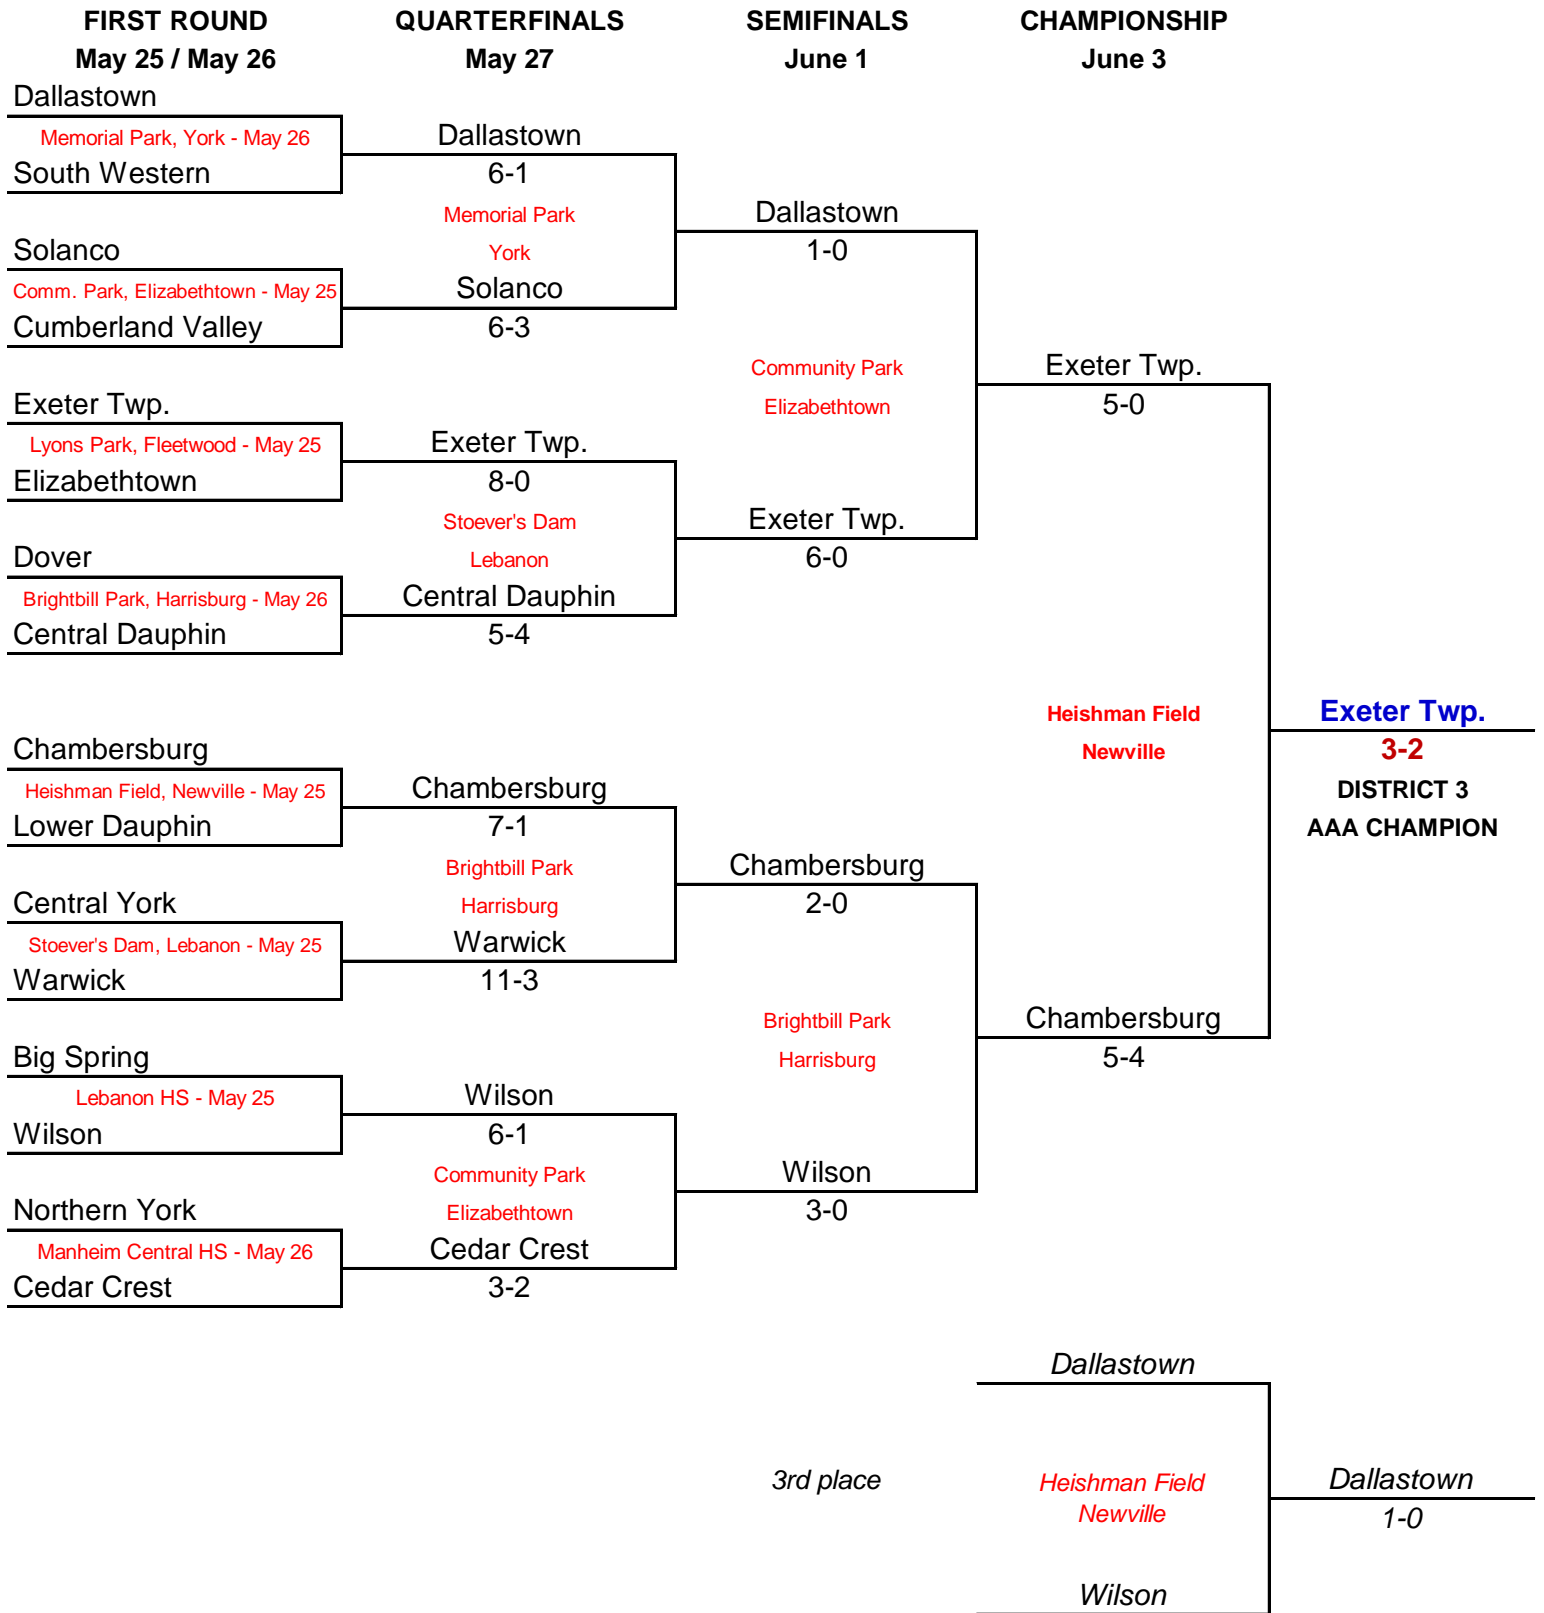 FIRST ROUND QUARTERFINALS SEMIFINALS CHAMPIONSHIP
May 25 / May 26 May 27 June 1 June 3
Dallastown
Memorial Park, York - May 26
South Western
Solanco
Comm. Park, Elizabethtown - May 25
Cumberland Valley
Exeter Twp.
Lyons Park, Fleetwood - May 25
Elizabethtown
Dover
Brightbill Park, Harrisburg - May 26
Central Dauphin
Chambersburg
Heishman Field, Newville - May 25
Lower Dauphin
Central York
Stoever's Dam, Lebanon - May 25
Warwick
Big Spring
Lebanon HS - May 25
Wilson
Northern York
Manheim Central HS - May 26
Cedar Crest
Dallastown
6-1
Memorial Park
York
Solanco
6-3
Exeter Twp.
8-0
Stoever's Dam
Lebanon
Central Dauphin
5-4
Chambersburg
7-1
Brightbill Park
Harrisburg
Warwick
11-3
Wilson
6-1
Community Park
Elizabethtown
Cedar Crest
3-2
Dallastown
1-0
Community Park
Elizabethtown
Exeter Twp.
6-0
Chambersburg
2-0
Brightbill Park
Harrisburg
Wilson
3-0
Exeter Twp.
5-0
Heishman Field
Newville
Chambersburg
5-4
Exeter Twp.
3-2
DISTRICT 3
AAA CHAMPION
3rd place
Dallastown
Heishman Field
Newville
Wilson
Dallastown
1-0